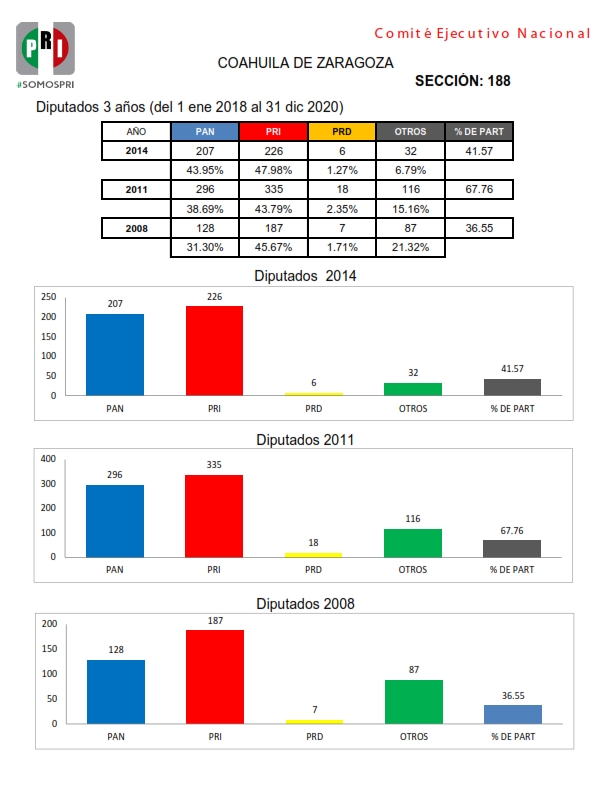 Comité Ejecutivo Nacional
PRI
#SOMOSPRI
COAHUILA DE ZARAGOZA
SECCIÓN: 188
Diputados 3 años (del 1 ene 2018 al 31 dic 2020)
AÑO PAN PRI PRD OTROS % DE PART
2014 207 226 6 32 41.57
43.95% 47.98% 1.27% 6.79%
2011 296 335 18 116 67.76
38.69% 43.79% 2.35% 15.16%
2008 128 187 7 87 36.55
31.30% 45.67% 1.71% 21.32%
Diputados 2014
250
200
150
100
50
0
207 226 6 32 41.57
PAN PRI PRD OTROS % DE PART
Diputados 2011
400
300
200
100
0
296 335 18 116 67.76
PAN PRI PRD OTROS % DE PART
Diputados 2008
200
150
100
50
0
128 187 7 87 36.55
PAN PRI PRD OTROS % DE PART